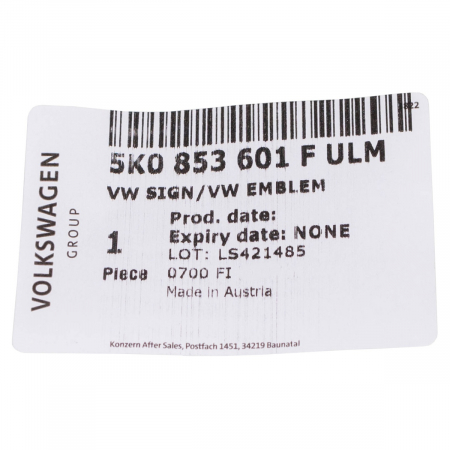 VOLKSWAGEN
GROUP
1822
5K0 853 601 F ULM
VW SIGN/VW EMBLEM
Prod. date:
1 Expiry date: NONE
LOT: LS421485
Piece 0700 FI
Made in Austria
Konzern After Sales, Postfach 1451, 34219 Baunatal